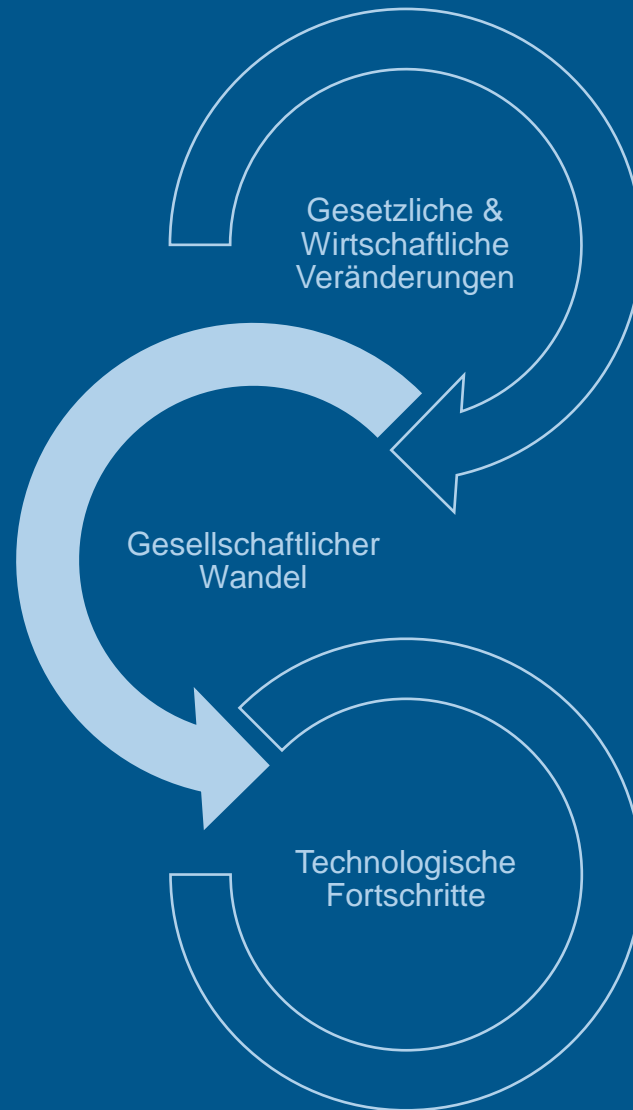 Gesetzliche &
Wirtschaftliche
Veränderungen
Gesellschaftlicher
Wandel
Technologische
Fortschritte